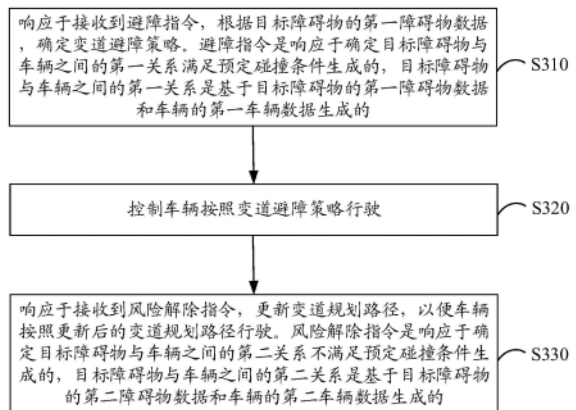 响应于接收到避障指令，根据目标障碍物的第一障碍物数据
，确定变道避障策略。避障指令是响应于确定目标障碍物与
车辆之间的第一关系满足预定碰撞条件生成的，目标障碍物
与车辆之间的第一关系是基于目标障碍物的第一障碍物数据
和车辆的第一车辆数据生成的
S310
控制车辆按照变道避障策略行驶
S320
响应于接收到风险解除指令，更新变道规划路径，以便车辆
按照更新后的变道规划路径行驶。风险解除指令是响应于确
定目标障碍物与车辆之间的第二关系不满足预定碰撞条件生
成的，目标障碍物与车辆之间的第二关系是基于目标障碍物
的第二障碍物数据和车辆的第二车辆数据生成的
S330